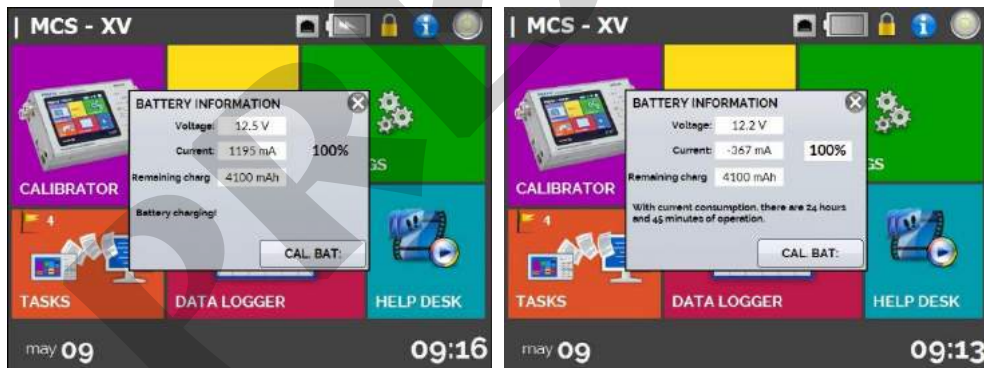 | MCS - XV
BATTERY INFORMATION
Voltage: 12.5 V
Current: 1195 mA 100%
Remaining charg 4100 mAh
Battery charging!
CAL. BAT:
GS
CALIBRATOR
4
TASKS
DATA LOGGER
HELP DESK
may 09
09:16
| MCS - XV
BATTERY INFORMATION
Voltage: 12.2 V
Current: -367 mA 100%
Remaining charg 4100 mAh
With current consumption, there are 24 hours
and 45 minutes of operation.
CAL. BAT:
GS
CALIBRATOR
4
TASKS
DATA LOGGER
HELP DESK
may 09
09:13